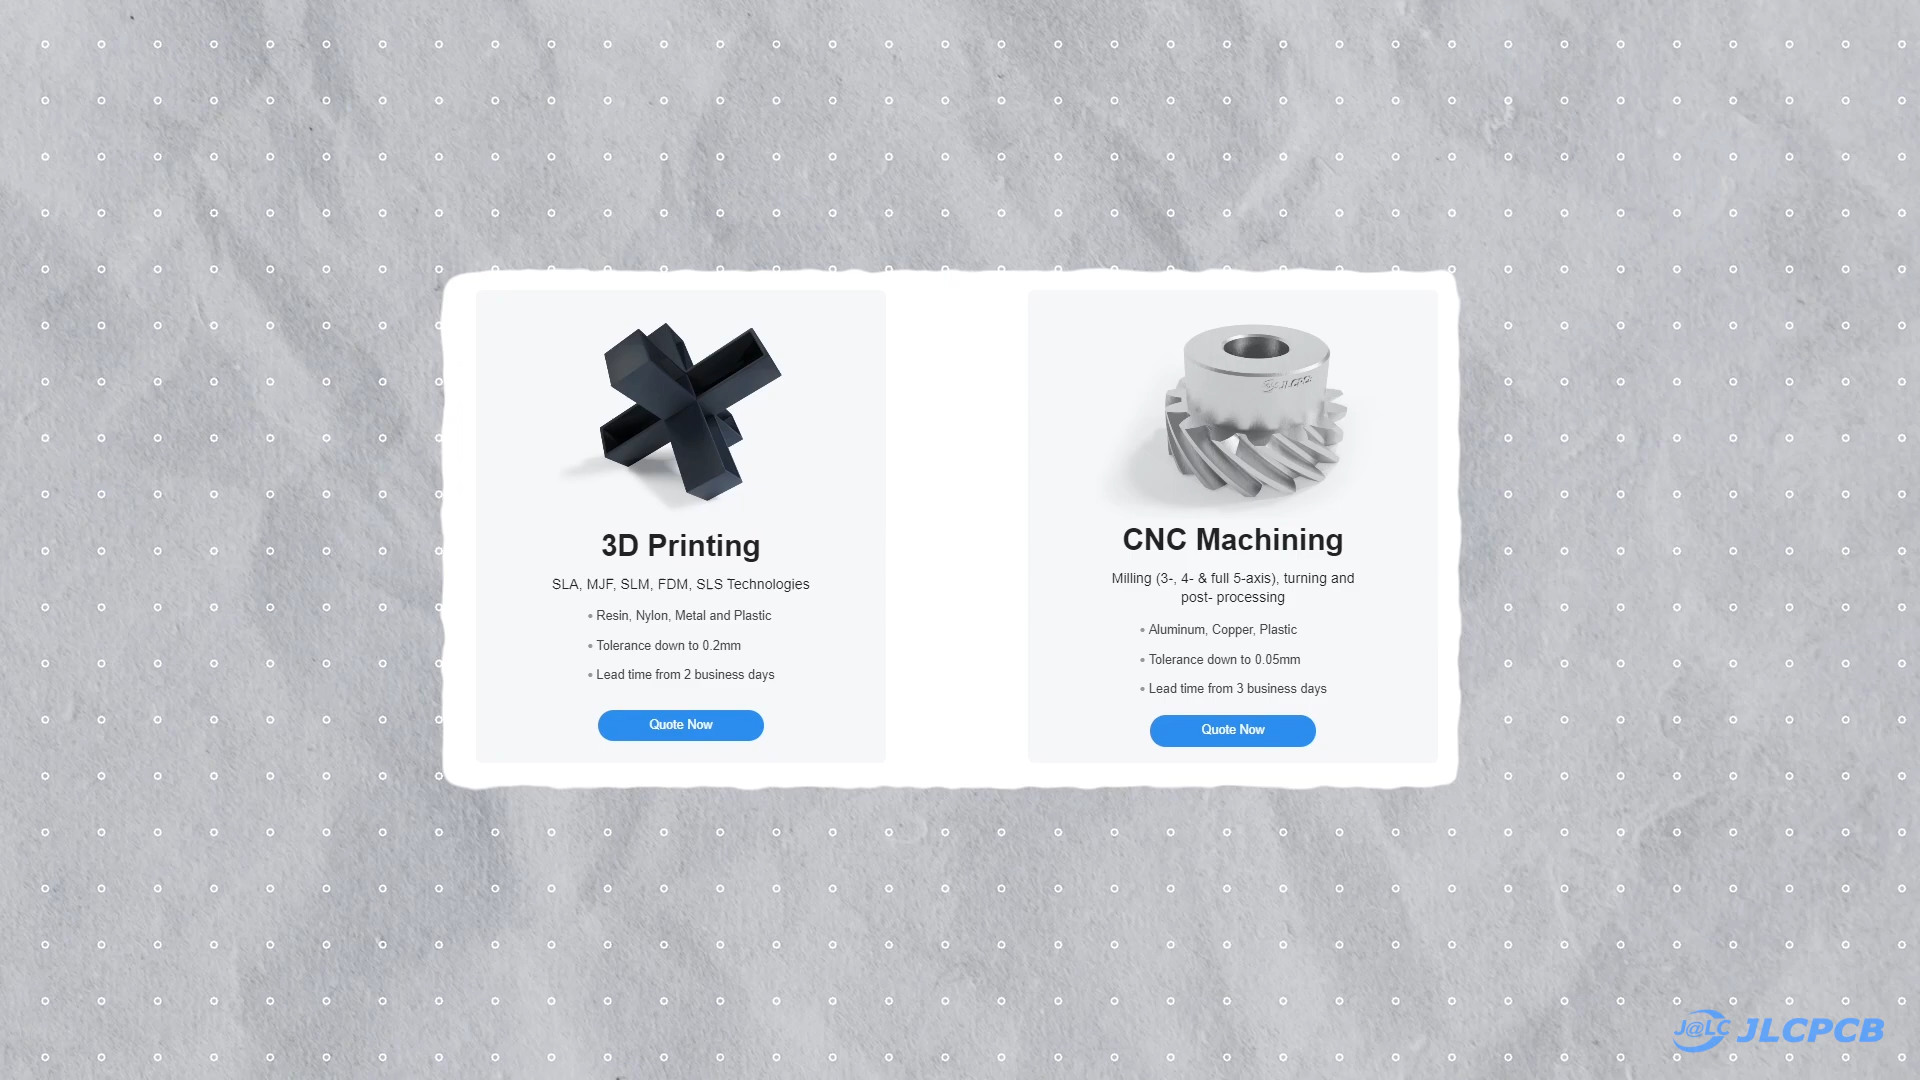 3D Printing
SLA, MJF, SLM, FDM, SLS Technologies
• Resin, Nylon, Metal and Plastic
• Tolerance down to 0.2mm
• Lead time from 2 business days
Quote Now
JLCPCB
CNC Machining
Milling (3-, 4- & full 5-axis), turning and
post- processing
• Aluminum, Copper, Plastic
• Tolerance down to 0.05mm
• Lead time from 3 business days
Quote Now
J@LC JLCPCB